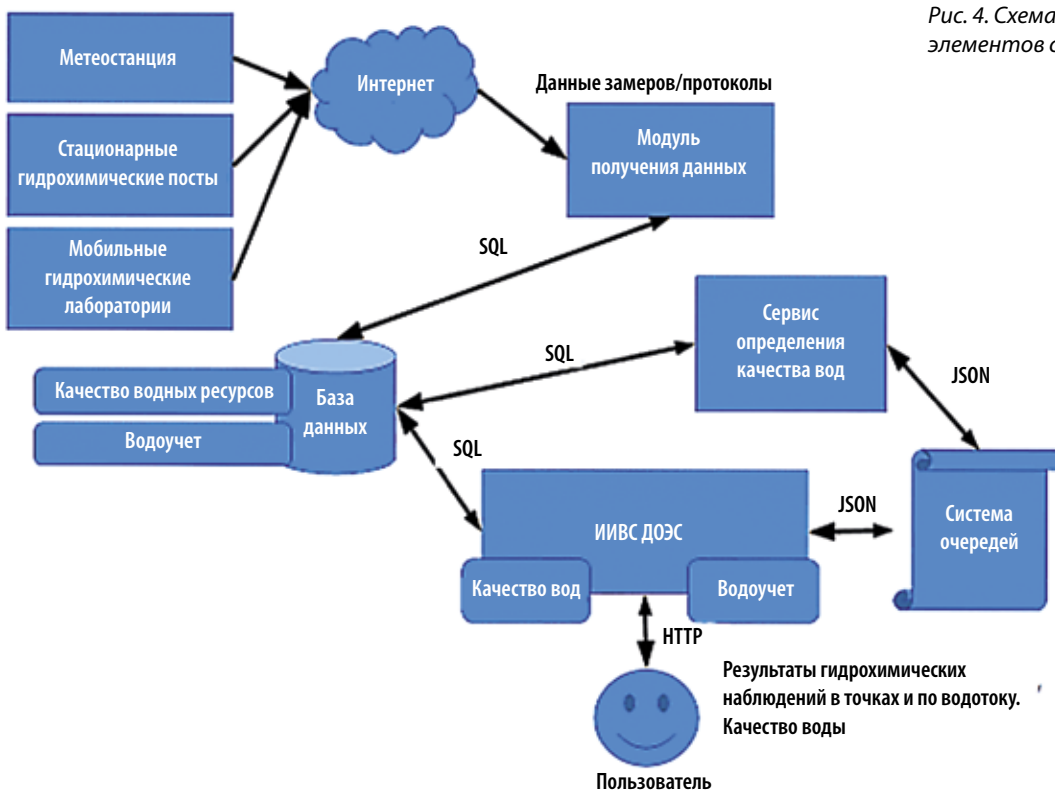 Рис. 4. Схема
элементов с
Метеостанция
Интернет
Данные замеров/протоколы
Стационарные
гидрохимические посты
Модуль
получения данных
Мобильные
гидрохимические
лаборатории
SQL
Сервис
определения
качества вод
SQL
JSON
Качество водных ресурсов
База
данных
Водоучет
SQL
ИИВС ДОЭС
JSON
Система
очередей
Качество вод
Водоучет
HTTP
Результаты гидрохимических
наблюдений в точках и по водотоку.
Качество воды
Пользователь